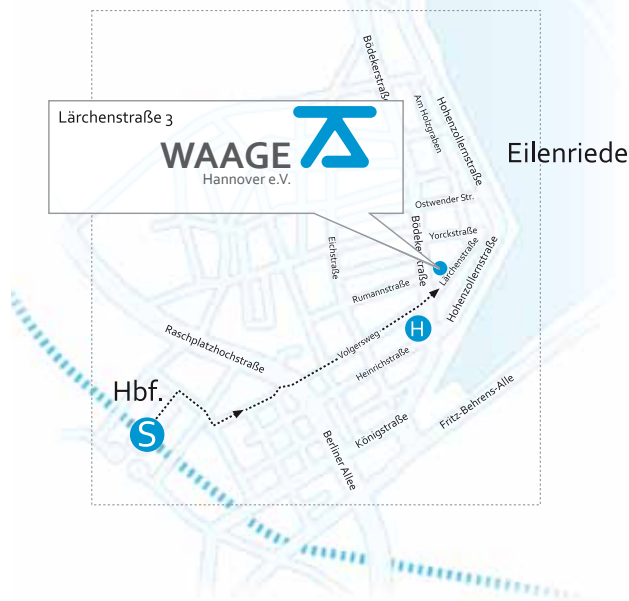 Bödekerstraße
Am Holzgraben
Hohenzollernstraße
Lärchenstraße 3
WAAGE
Hannover e.V.
Eilenriede
Ostwender Str.
Yorckstraße
Bödekerstraße
Eichstraße
Lärchenstraße
Hohenzollernstraße
Rumannstraße
Raschplatzhochstraße
Volgersweg
H
Heinrichstraße
Hbf.
S
Fritz-Behrens-Alle
Königstraße
Berliner Allee